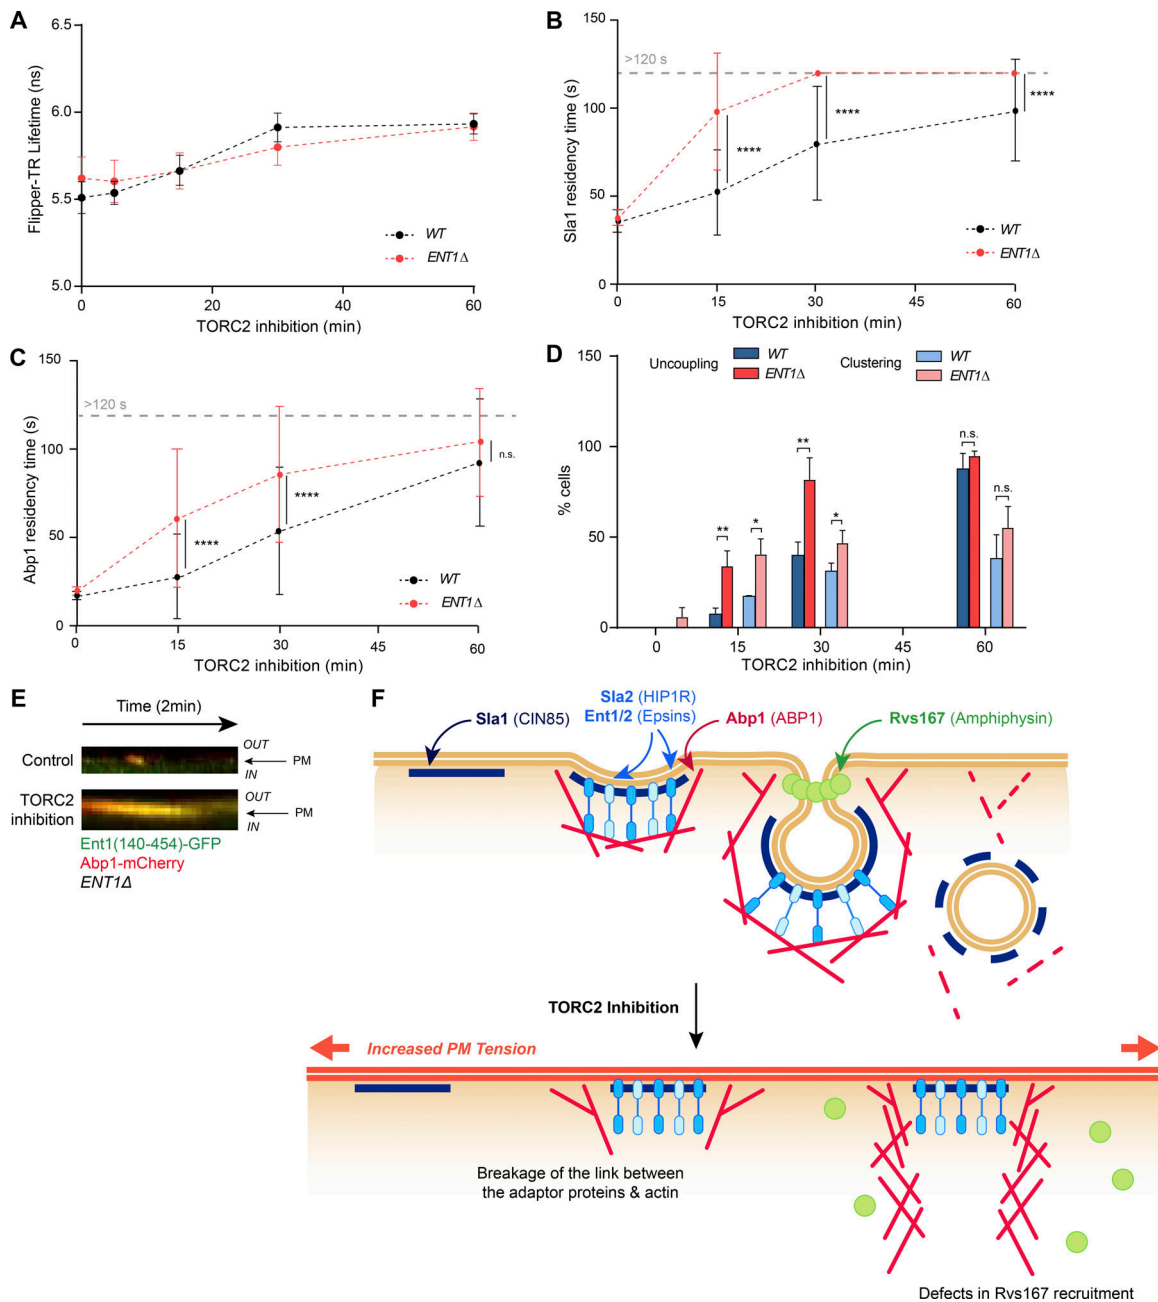 A
Flipper-TR Lifetime (ns)
6.5
6.0
5.5
5.0
0
20
40
60
TORC2 inhibition (min)
WT
ENT1Δ
B
Sla1 residency time (s)
150
100
50
0
>120 s
****
****
****
WT
ENT1Δ
0
15
30
45
60
TORC2 inhibition (min)
C
Abp1 residency time (s)
150
100
50
0
>120 s
****
****
n.s.
WT
ENT1Δ
0
15
30
45
60
TORC2 inhibition (min)
D
% cells
150
100
50
0
Uncoupling
WT
ENT1Δ
Clustering
WT
ENT1Δ
**
*
**
*
n.s.
n.s.
0
15
30
45
60
TORC2 inhibition (min)
E
Time (2min)
Control
OUT
PM
IN
TORC2
inhibition
OUT
PM
IN
Ent1(140-454)-GFP
Abp1-mCherry
ENT1Δ
F
Sla1 (CIN85)
Sla2 (HIP1R)
Ent1/2 (Epsins)
Abp1 (ABP1)
Rvs167 (Amphiphysin)
TORC2 Inhibition
Increased PM Tension
Breakage of the link between
the adaptor proteins & actin
Defects in Rvs167 recruitment